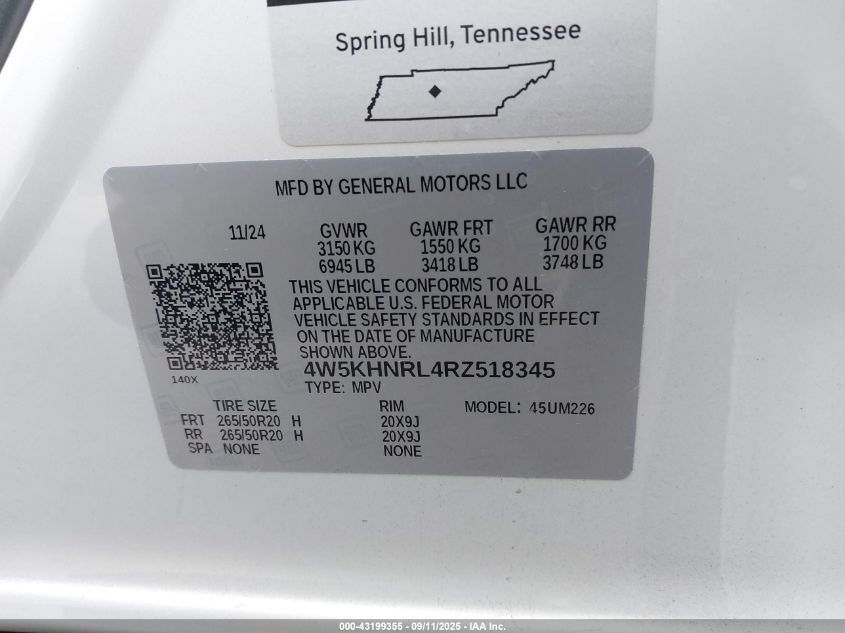 Spring Hill, Tennessee
MFD BY GENERAL MOTORS LLC
11/24 GVWR GAWR FRT GAWR RR
3150 KG 1550 KG 1700 KG
6945 LB 3418 LB 3748 LB
THIS VEHICLE CONFORMS TO ALL
APPLICABLE U.S. FEDERAL MOTOR
VEHICLE SAFETY STANDARDS IN EFFECT
ON THE DATE OF MANUFACTURE
SHOWN ABOVE.
4W5KHNRL4RZ518345
140X TYPE: MPV
TIRE SIZE RIM MODEL: 45UM226
FRT 265/50R20 H 20X9J
RR 265/50R20 H 20X9J
SPA NONE NONE
000-43199355 - 09/11/2025 - IAA Inc.